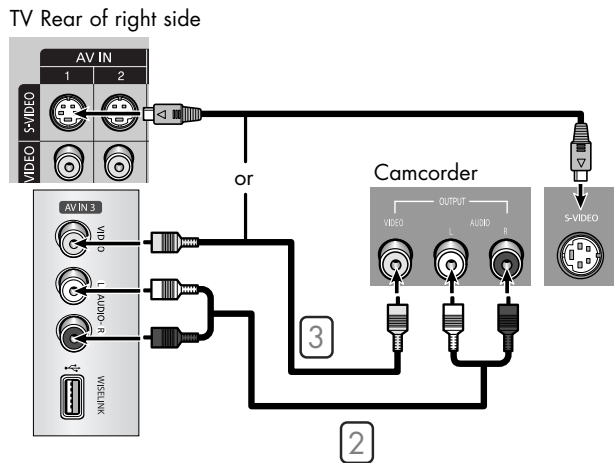 TV Rear of right side
AV IN
1 2
S-VIDEO
VIDEO
or
Camcorder
OUTPUT
VIDEO
L AUDIO R
S-VIDEO
AV IN 3
VIDEO
L - AUDIO - R
WISELINK
3
2